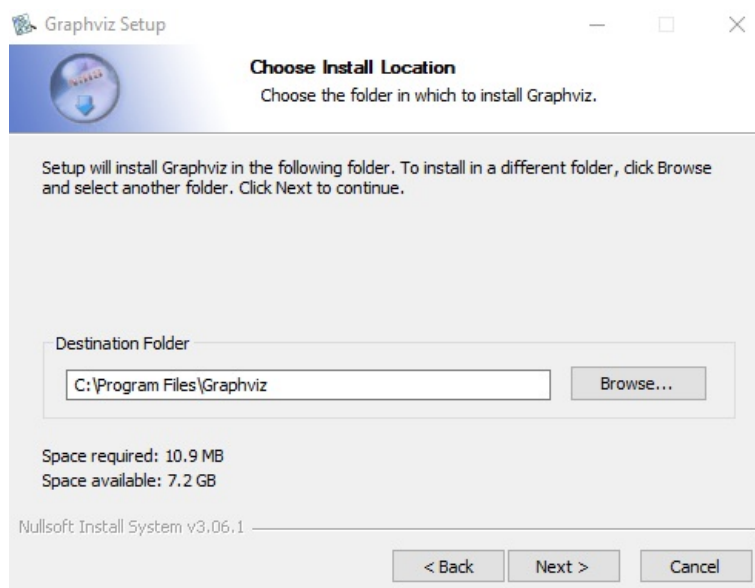 Graphviz Setup
Choose Install Location
Choose the folder in which to install Graphviz.
Setup will install Graphviz in the following folder. To install in a different folder, click Browse
and select another folder. Click Next to continue.
Destination Folder
C:\Program Files\Graphviz
Browse...
Space required: 10.9 MB
Space available: 7.2 GB
Nullsoft Install System v3.06.1
< Back
Next >
Cancel